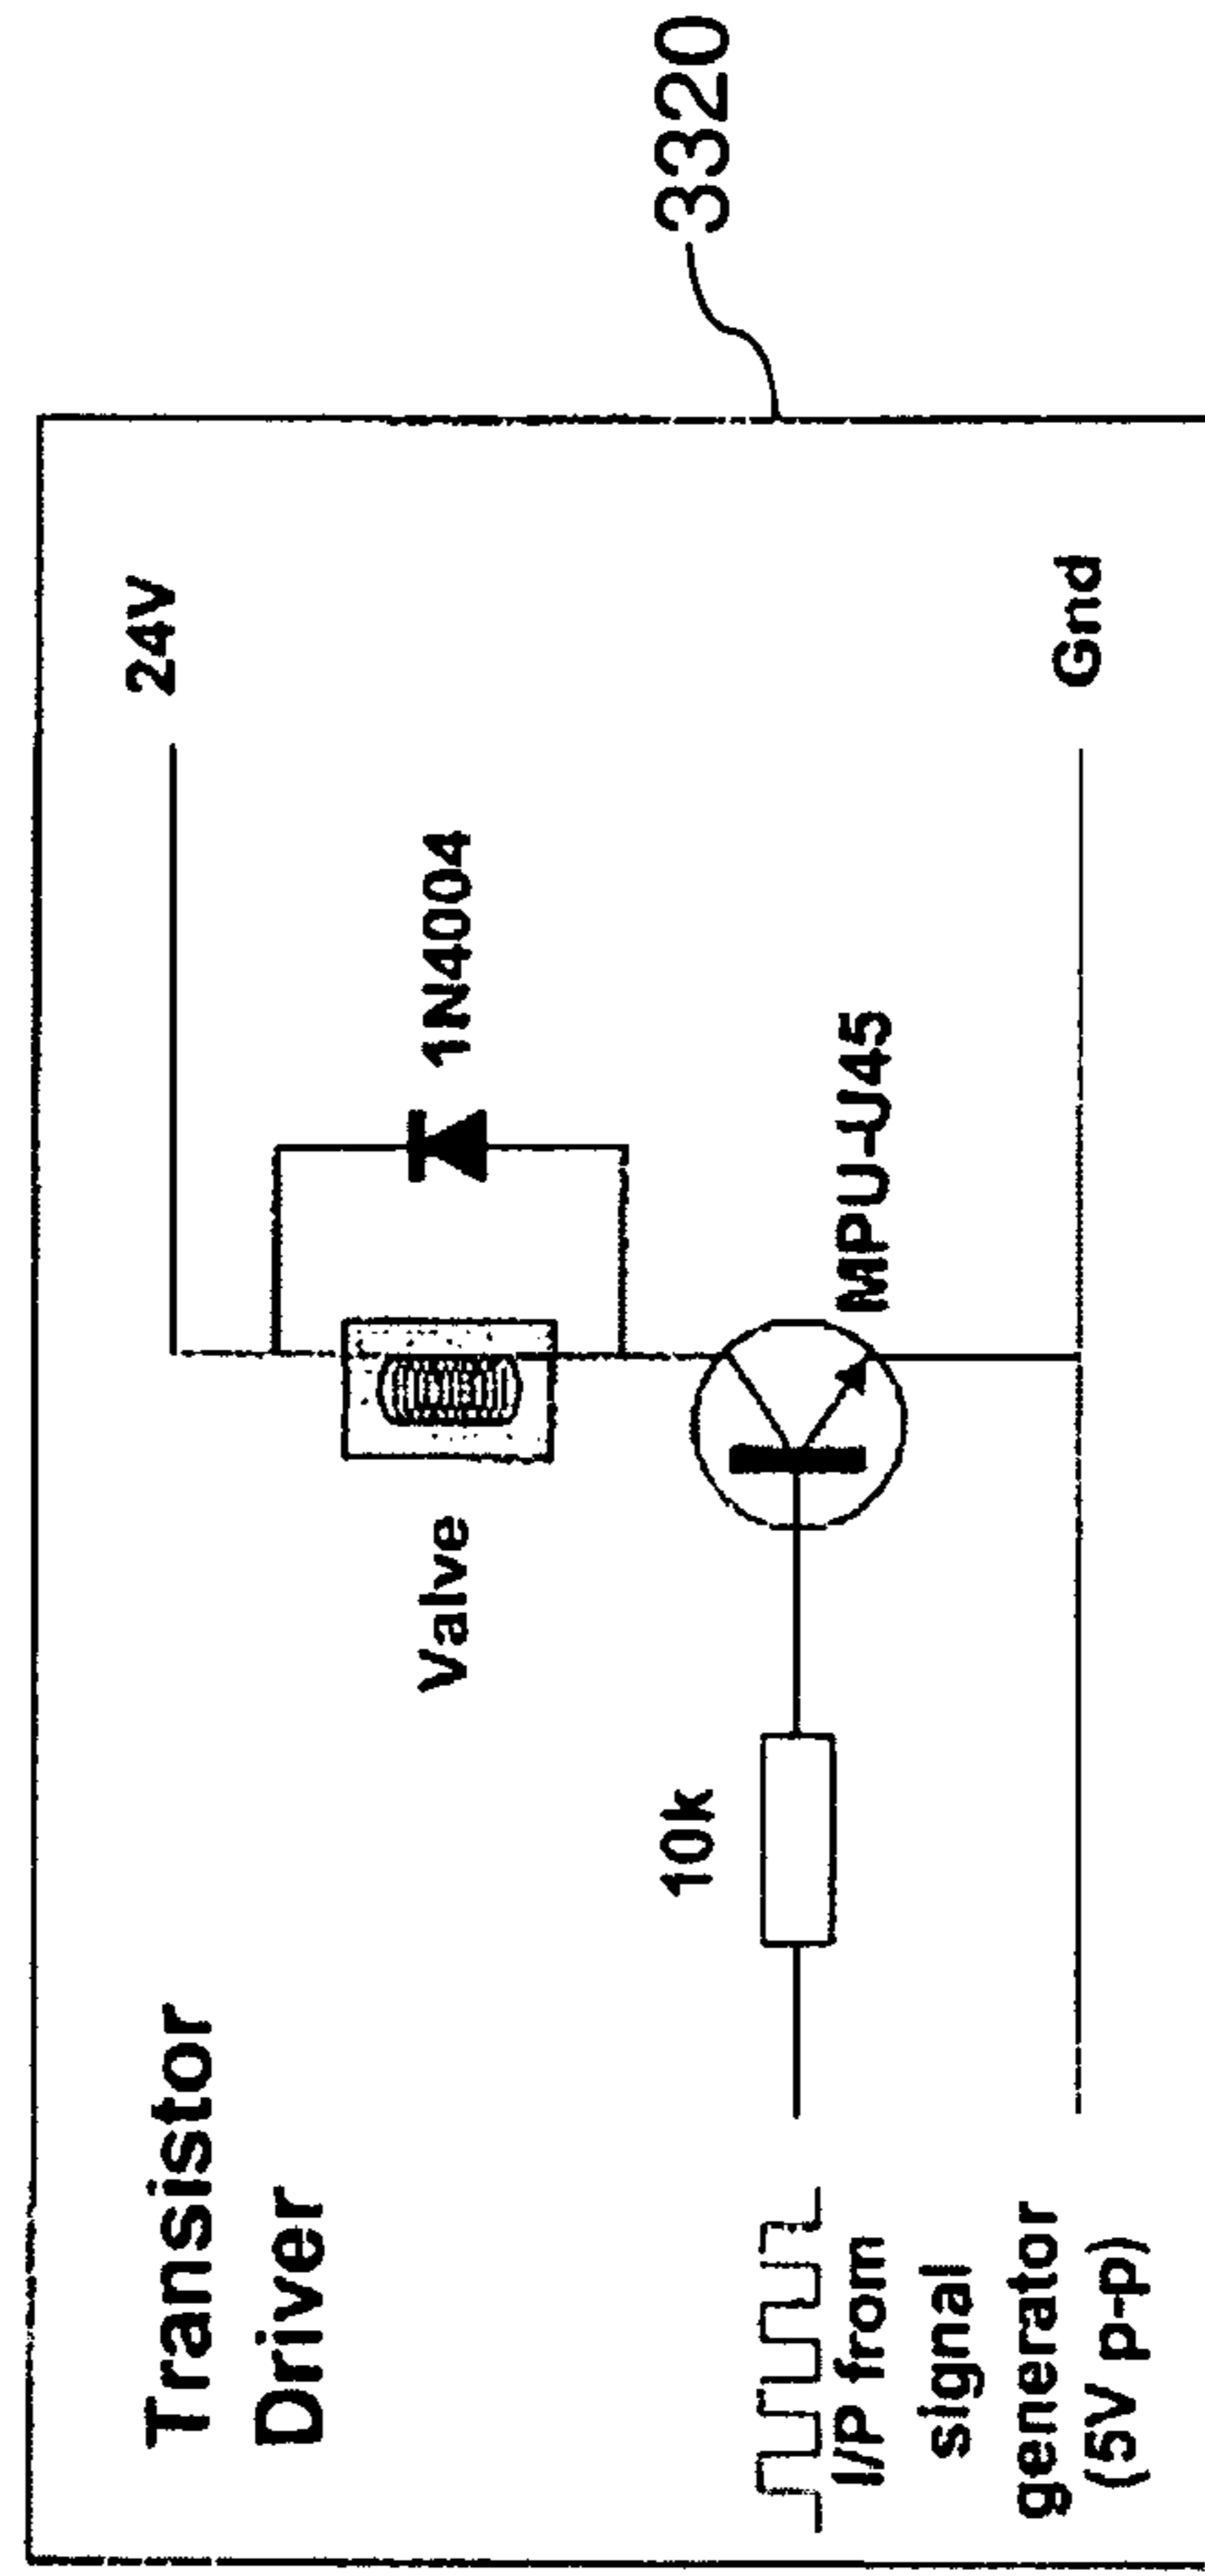 Transistor
Driver
24V
1N4004
Valve
MPU-U45
10k
I/P from
signal
generator
(5V p-p)
Gnd
3320